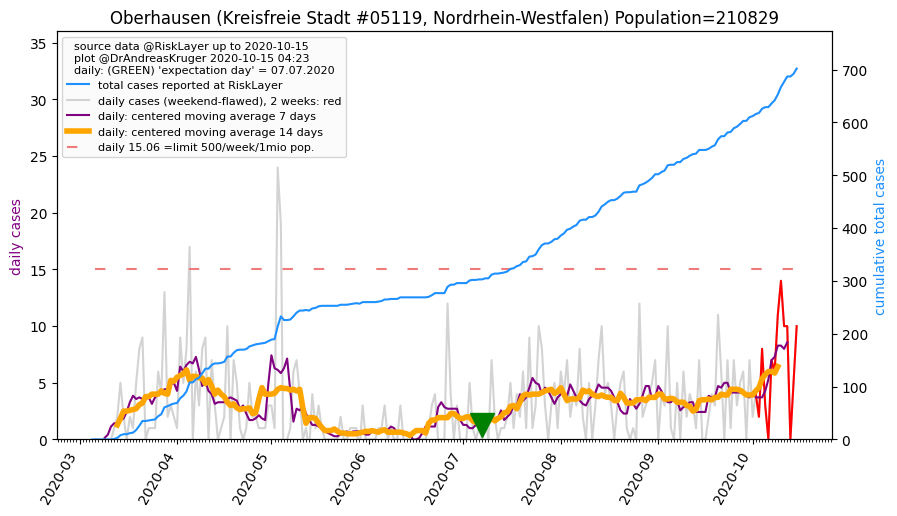 Oberhausen (Kreisfreie Stadt #05119, Nordrhein-Westfalen) Population=210829
source data @RiskLayer up to 2020-10-15
plot @DrAndreasKruger 2020-10-15 04:23
daily: (GREEN) 'expectation day' = 07.07.2020
total cases reported at RiskLayer
daily cases (weekend-flawed), 2 weeks: red
daily: centered moving average 7 days
daily: centered moving average 14 days
daily 15.06 =limit 500/week/1mio pop.
daily cases
35
30
25
20
15
10
5
0
cumulative total cases
700
600
500
400
300
200
100
0
2020-03
2020-04
2020-05
2020-06
2020-07
2020-08
2020-09
2020-10